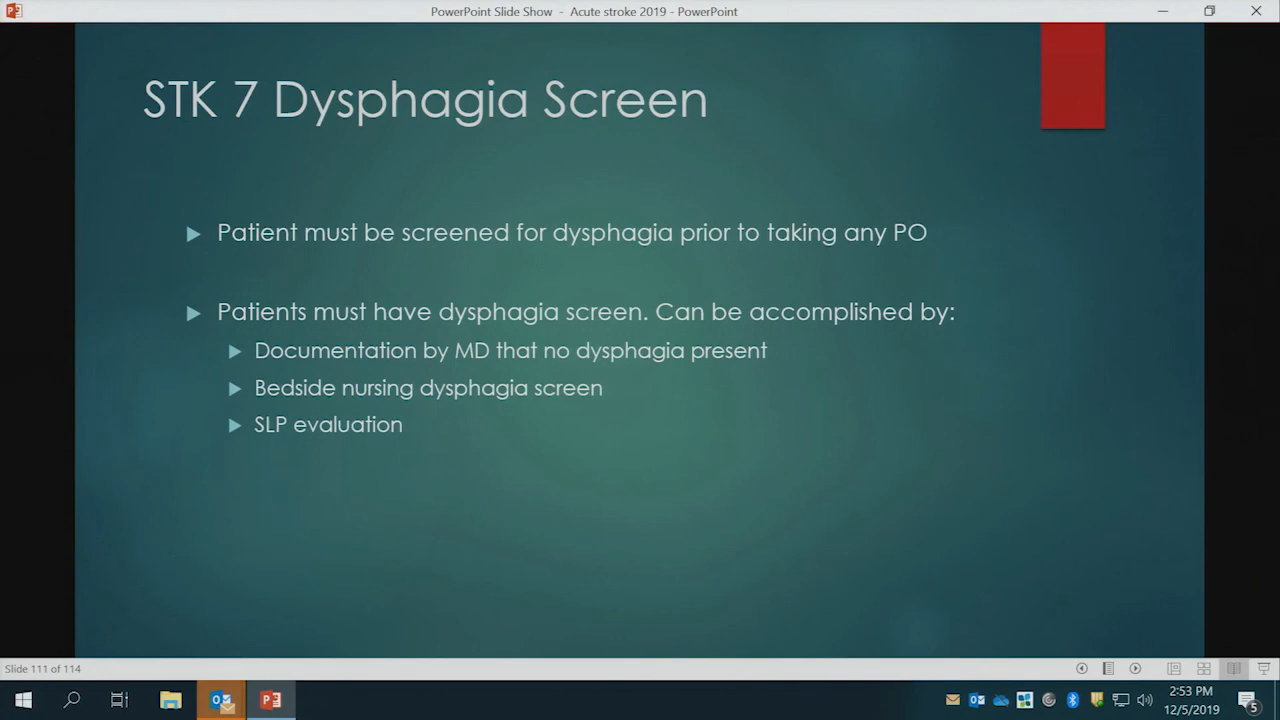 PowerPoint Slide Show - Acute stroke 2019 - PowerPoint
STK 7 Dysphagia Screen
Patient must be screened for dysphagia prior to taking any PO
Patients must have dysphagia screen. Can be accomplished by:
Documentation by MD that no dysphagia present
Bedside nursing dysphagia screen
SLP evaluation
Slide 111 of 114
2:53 PM
12/5/2019
5